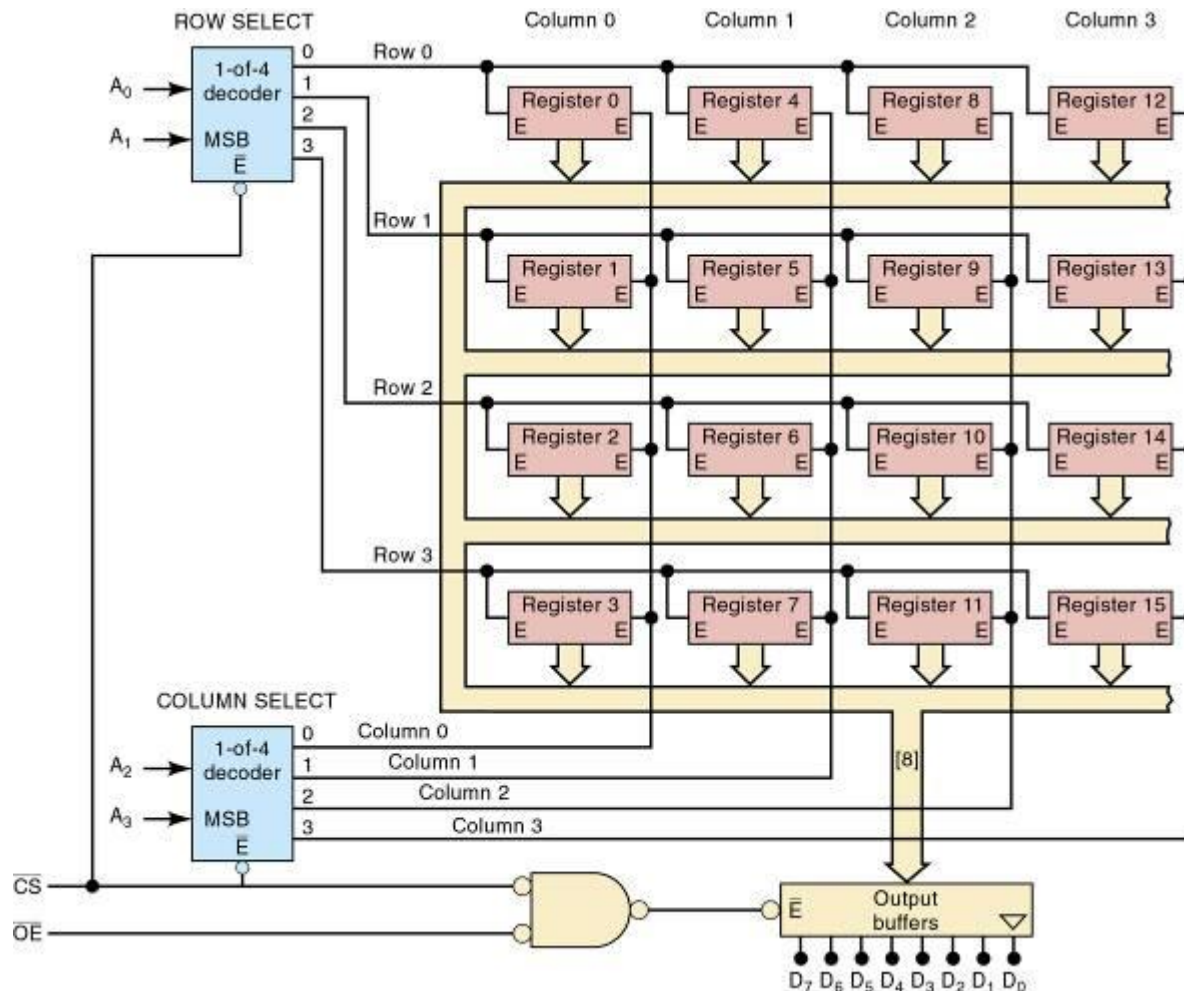 ROW SELECT
Column 0 Column 1 Column 2 Column 3
A0
A1
1-of-4
decoder
MSB
E̅
0
1
2
3
Row 0
Register 0 Register 4 Register 8 Register 12
E E E E E E E
Row 1
Register 1 Register 5 Register 9 Register 13
E E E E E E E E
Row 2
Register 2 Register 6 Register 10 Register 14
E E E E E E E E
Row 3
Register 3 Register 7 Register 11 Register 15
E E E E E E E E
COLUMN SELECT
A2
A3
1-of-4
decoder
MSB
E̅
0
1
2
3
Column 0
Column 1
Column 2
Column 3
[8]
C̅S̅
O̅E̅
E̅
Output
buffers
D7 D6 D5 D4 D3 D2 D1 D0